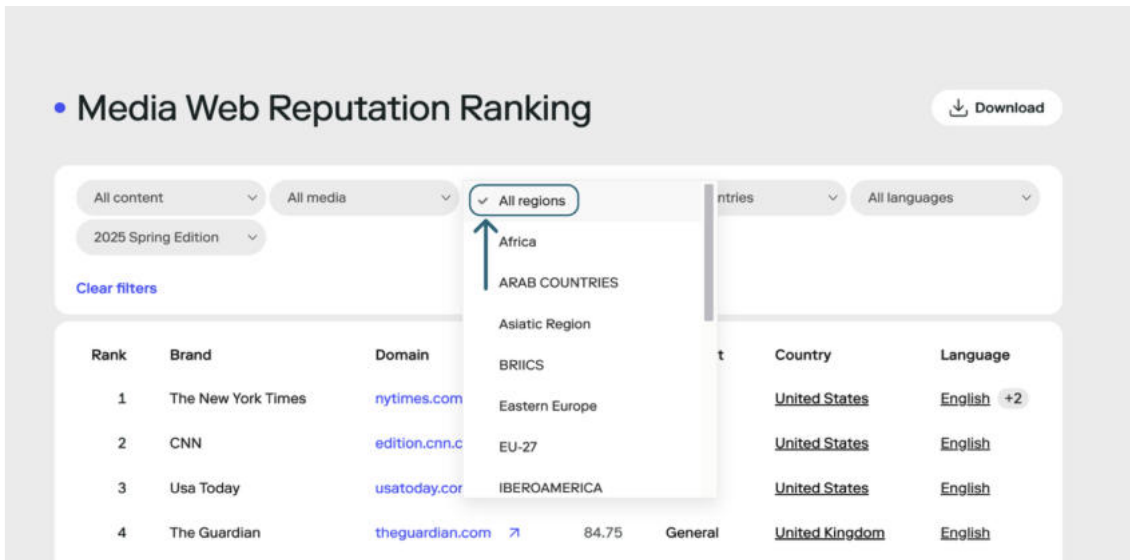 Media Web Reputation Ranking
Download
All content
All media
All regions
ntries
All languages
2025 Spring Edition
Africa
Clear filters
ARAB COUNTRIES
Asiatic Region
BRIICS
Eastern Europe
EU-27
IBEROAMERICA
Rank Brand Domain t Country Language
1 The New York Times nytimes.com United States English +2
2 CNN edition.cnn.c United States English
3 Usa Today usatoday.cor United States English
4 The Guardian theguardian.com 84.75 General United Kingdom English